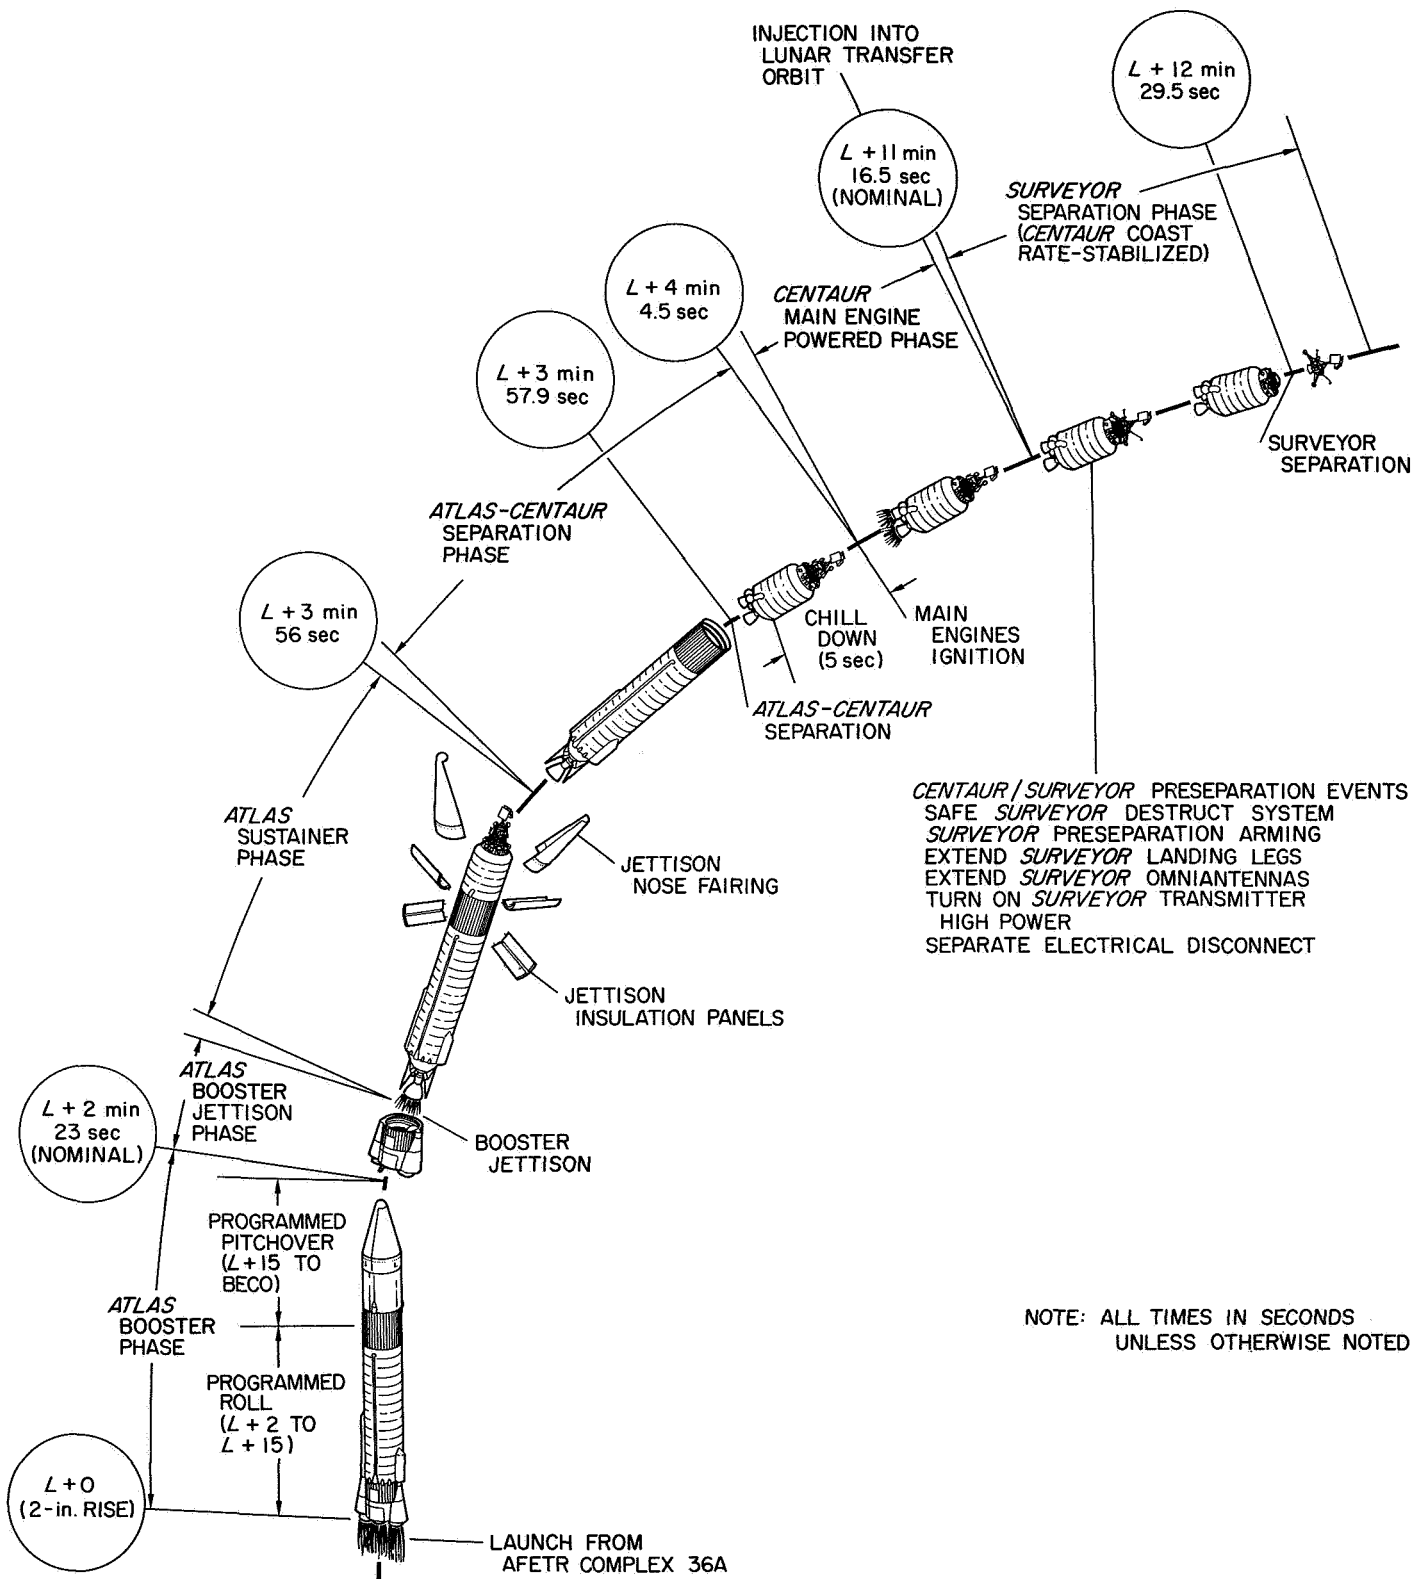 INJECTION INTO
LUNAR TRANSFER
ORBIT
L + 12 min
29.5 sec
L + 11 min
16.5 sec
(NOMINAL)
SURVEYOR
SEPARATION PHASE
(CENTAUR COAST
RATE-STABILIZED)
L + 4 min
4.5 sec
CENTAUR
MAIN ENGINE
POWERED PHASE
L + 3 min
57.9 sec
SURVEYOR
SEPARATION
ATLAS-CENTAUR
SEPARATION
PHASE
L + 3 min
56 sec
CHILL
DOWN
(5 sec)
MAIN
ENGINES
IGNITION
ATLAS-CENTAUR
SEPARATION
CENTAUR/SURVEYOR PRESEPARATION EVENTS
SAFE SURVEYOR DESTRUCT SYSTEM
SURVEYOR PRESEPARATION ARMING
EXTEND SURVEYOR LANDING LEGS
EXTEND SURVEYOR OMNIANTENNAS
TURN ON SURVEYOR TRANSMITTER
HIGH POWER
SEPARATE ELECTRICAL DISCONNECT
ATLAS
SUSTAINER
PHASE
JETTISON
NOSE FAIRING
JETTISON
INSULATION PANELS
ATLAS
BOOSTER
JETTISON
PHASE
L + 2 min
23 sec
(NOMINAL)
BOOSTER
JETTISON
PROGRAMMED
PITCHOVER
(L+15 TO
BECO)
ATLAS
BOOSTER
PHASE
PROGRAMMED
ROLL
(L + 2 TO
L + 15)
L + 0
(2-in. RISE)
LAUNCH FROM
AFETR COMPLEX 36A
NOTE: ALL TIMES IN SECONDS
UNLESS OTHERWISE NOTED